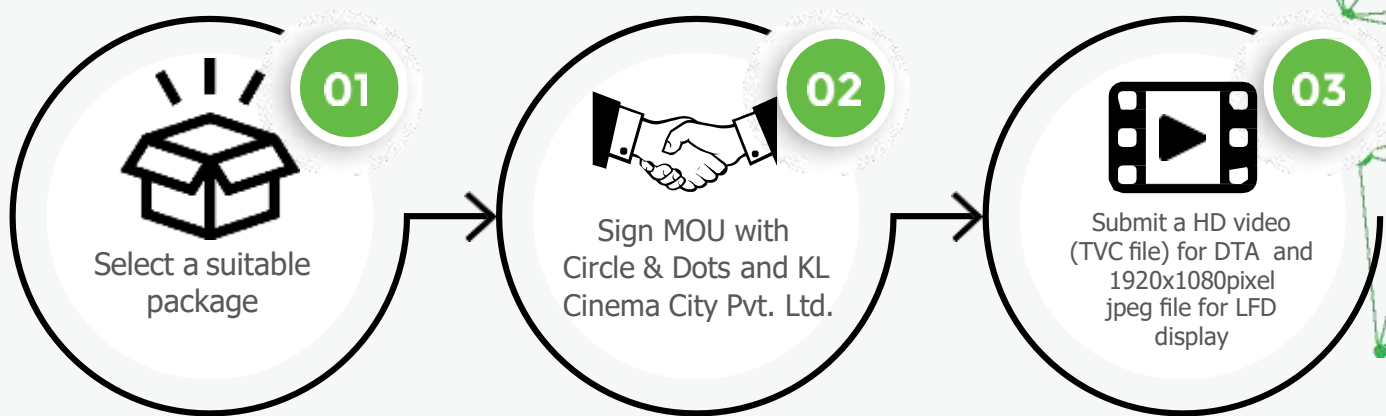 01
Select a suitable
package
02
Sign MOU with
Circle & Dots and KL
Cinema City Pvt. Ltd.
03
Submit a HD video
(TVC file) for DTA and
1920x1080pixel
jpeg file for LFD
display